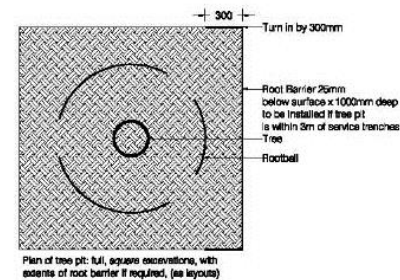 300
Turn in by 300mm
Root Barrier 25mm
below surface x 1000mm deep
to be installed if tree pit
is within 3m of service trenches
Tree
Rootball
Plan of tree pit: full, square excavations, with
extents of root barrier if required, (as layouts)